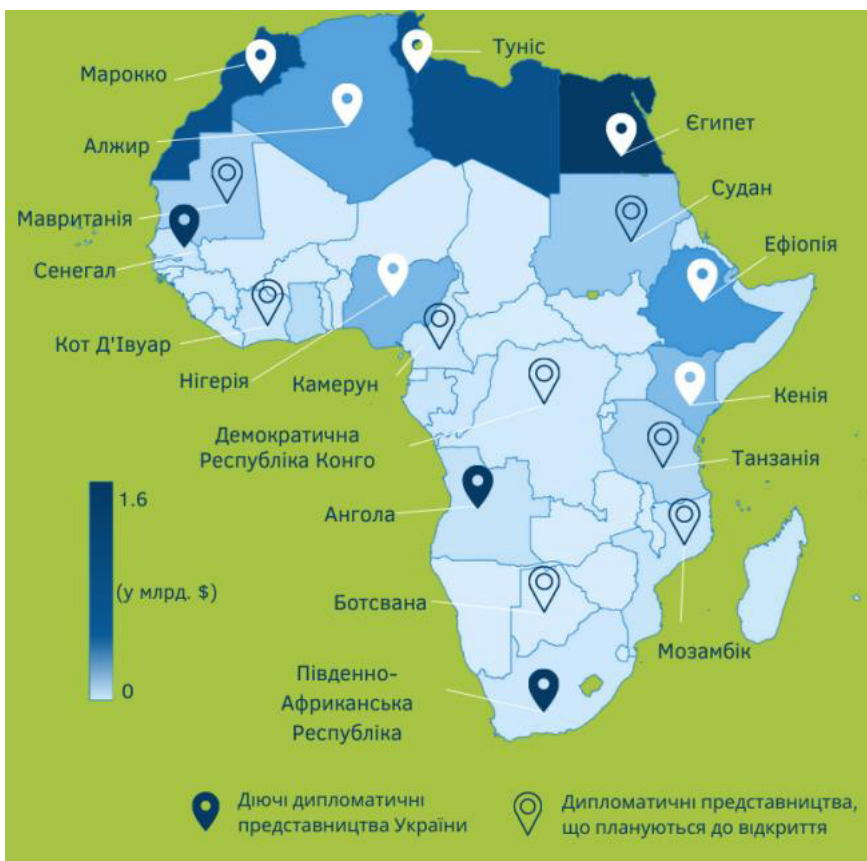 Туніс
Марокко
Єгипет
Алжир
Судан
Мавританія
Ефіопія
Сенегал
Кот Д'Івуар
Нігерія
Камерун
Кенія
Демократична
Республіка Конго
Танзанія
1.6
Ангола
(у млрд. $)
Ботсвана
Мозамбік
0
Південно-
Африканська
Республіка
Діючі дипломатичні
представництва України
Дипломатичні представництва,
що плануються до відкриття